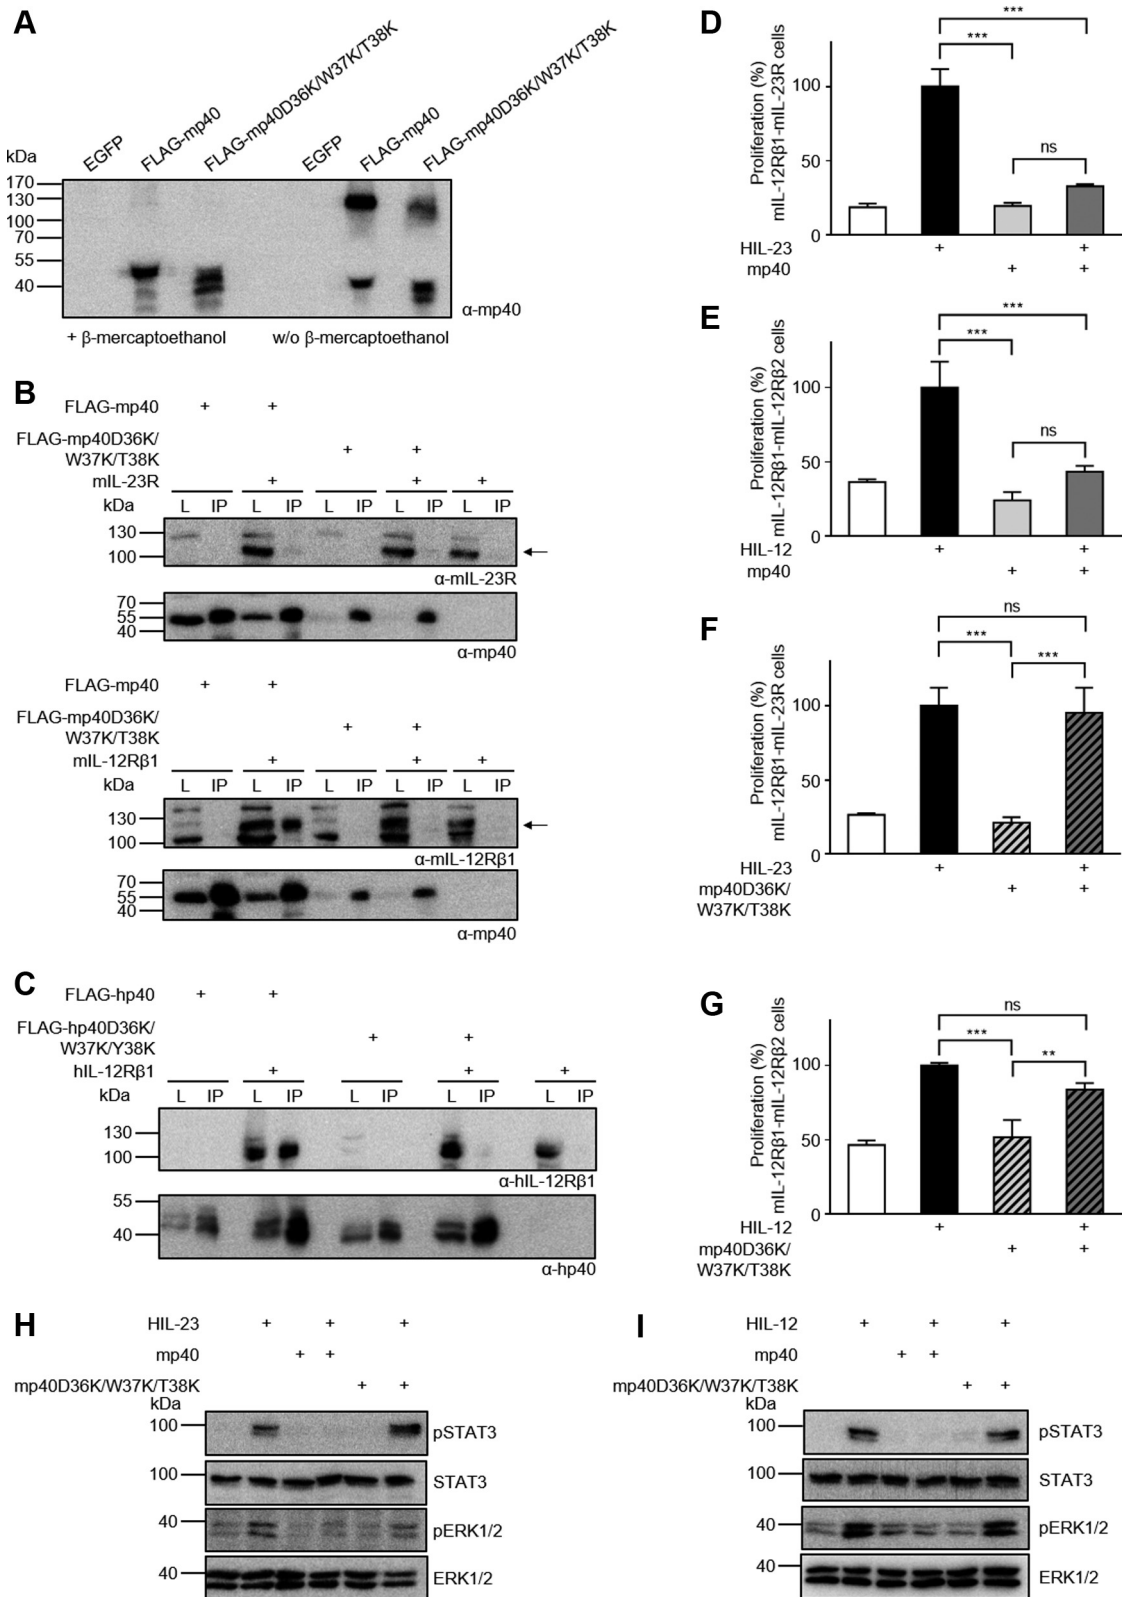 A
EGFP
FLAG-mp40
FLAG-mp40D36K/W37K/T38K
EGFP
FLAG-mp40
FLAG-mp40D36K/W37K/T38K
kDa
170
130
100
70
55
40
α-mp40
+ β-mercaptoethanol w/o β-mercaptoethanol
B
FLAG-mp40 + +
FLAG-mp40D36K/
W37K/T38K + +
mIL-23R + + +
kDa L IP L IP L IP L IP L IP
130
100
α-mIL-23R
70
55
40
α-mp40
FLAG-mp40 + +
FLAG-mp40D36K/
W37K/T38K + +
mIL-12Rβ1 + + +
kDa L IP L IP L IP L IP L IP
130
100
α-mIL-12Rβ1
70
55
40
α-mp40
C
FLAG-hp40 + +
FLAG-hp40D36K/
W37K/Y38K + +
hIL-12Rβ1 + + +
kDa L IP L IP L IP L IP L IP
130
100
α-hIL-12Rβ1
55
40
α-hp40
D
Proliferation (%)
mIL-12Rβ1-mIL-23R cells
***
***
ns
100
50
0
HIL-23 + +
mp40 + +
E
Proliferation (%)
mIL-12Rβ1-mIL-12Rβ2 cells
***
***
ns
100
50
0
HIL-12 + +
mp40 + +
F
Proliferation (%)
mIL-12Rβ1-mIL-23R cells
ns
***
***
100
50
0
HIL-23 + +
mp40D36K/ + +
W37K/T38K
G
Proliferation (%)
mIL-12Rβ1-mIL-12Rβ2 cells
ns
***
**
100
50
0
HIL-12 + +
mp40D36K/ + +
W37K/T38K
H
HIL-23 + + +
mp40 + +
mp40D36K/W37K/T38K + +
kDa
100 pSTAT3
100 STAT3
40 pERK1/2
40 ERK1/2
I
HIL-12 + + +
mp40 + +
mp40D36K/W37K/T38K + +
kDa
100 pSTAT3
100 STAT3
40 pERK1/2
40 ERK1/2